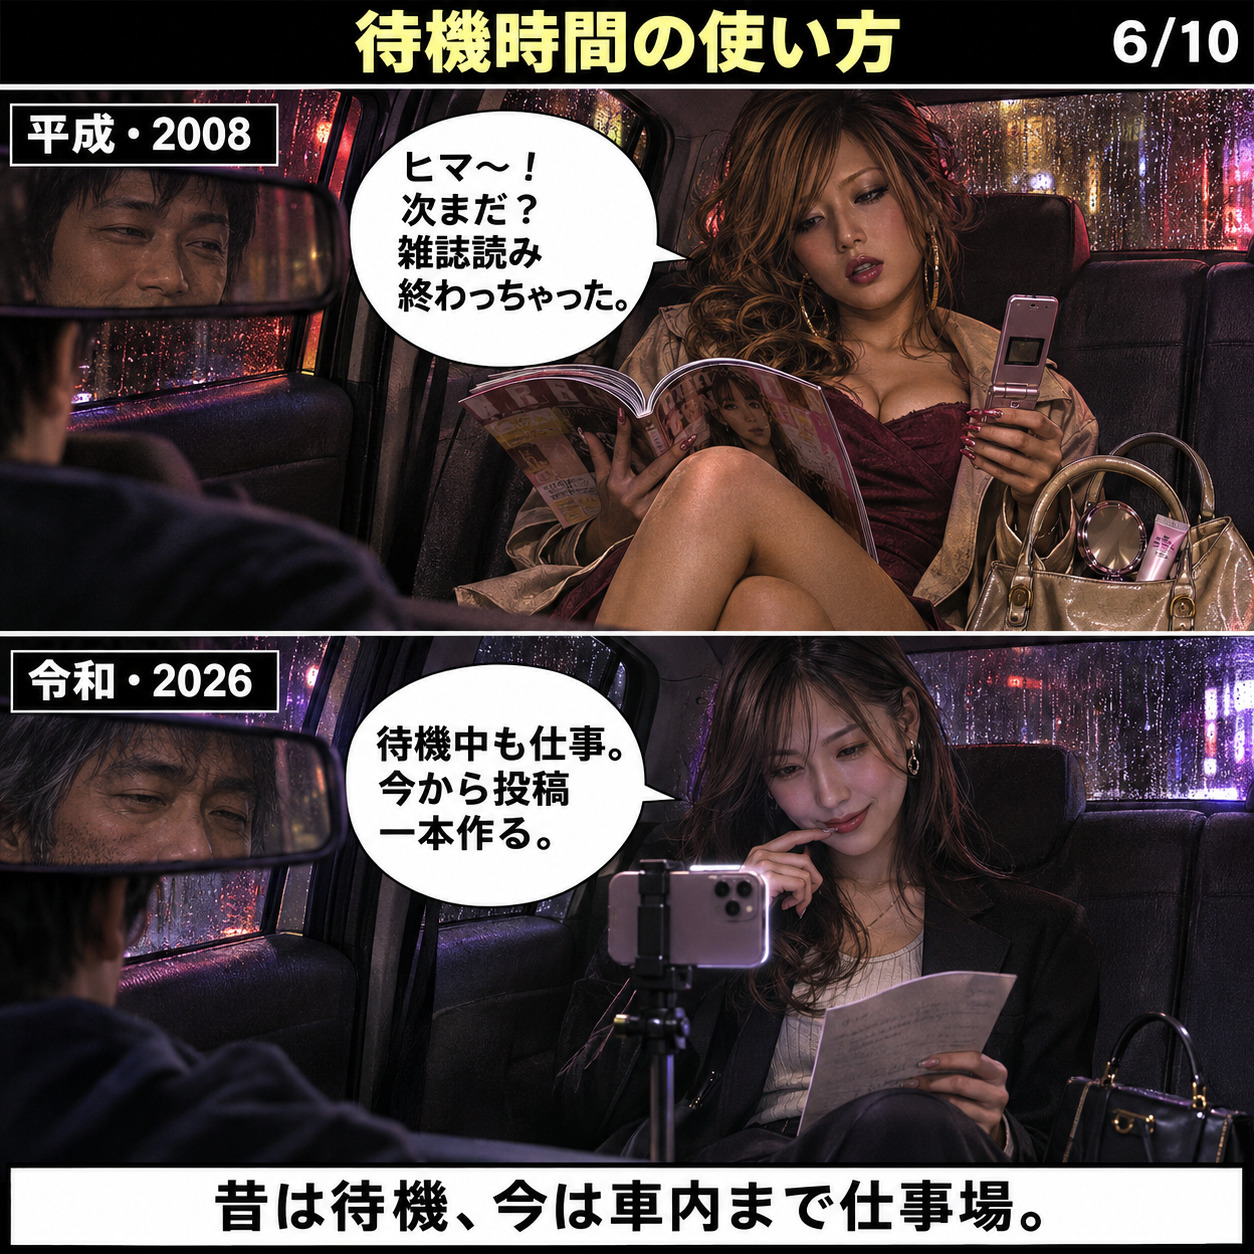 待機時間の使い方
6/10
平成・2008
ヒマ～！
次まだ？
雑誌読み
終わっちゃった。
令和・2026
待機中も仕事。
今から投稿
一本作る。
昔は待機、今は車内まで仕事場。